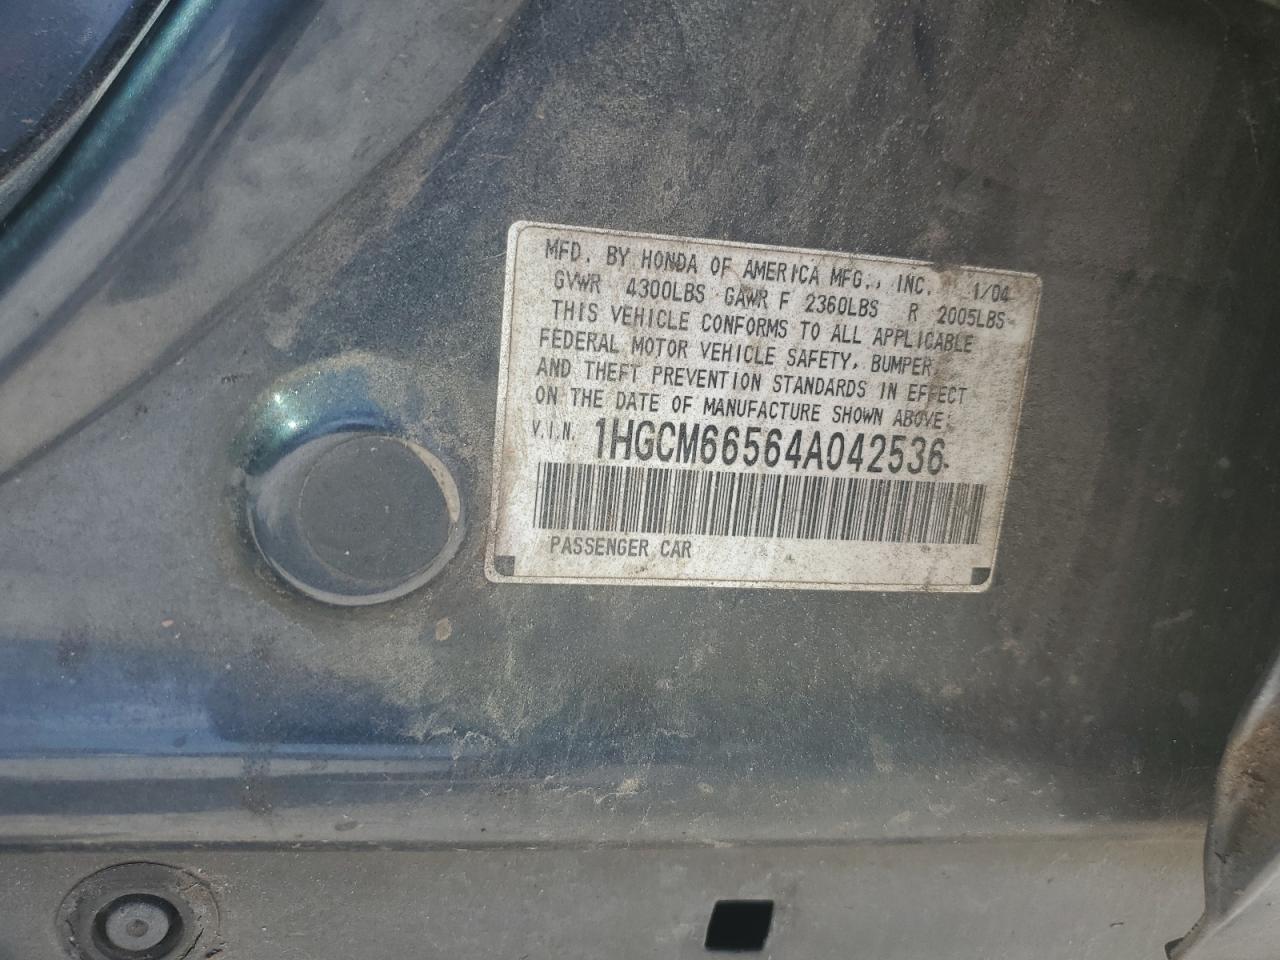 MFD. BY HONDA OF AMERICA MFG., INC. 1/04
GVWR 4300LBS GAWR F 2360LBS R 2005LBS
THIS VEHICLE CONFORMS TO ALL APPLICABLE
FEDERAL MOTOR VEHICLE SAFETY, BUMPER,
AND THEFT PREVENTION STANDARDS IN EFFECT
ON THE DATE OF MANUFACTURE SHOWN ABOVE.
V.I.N. 1HGCM66564A042536
PASSENGER CAR